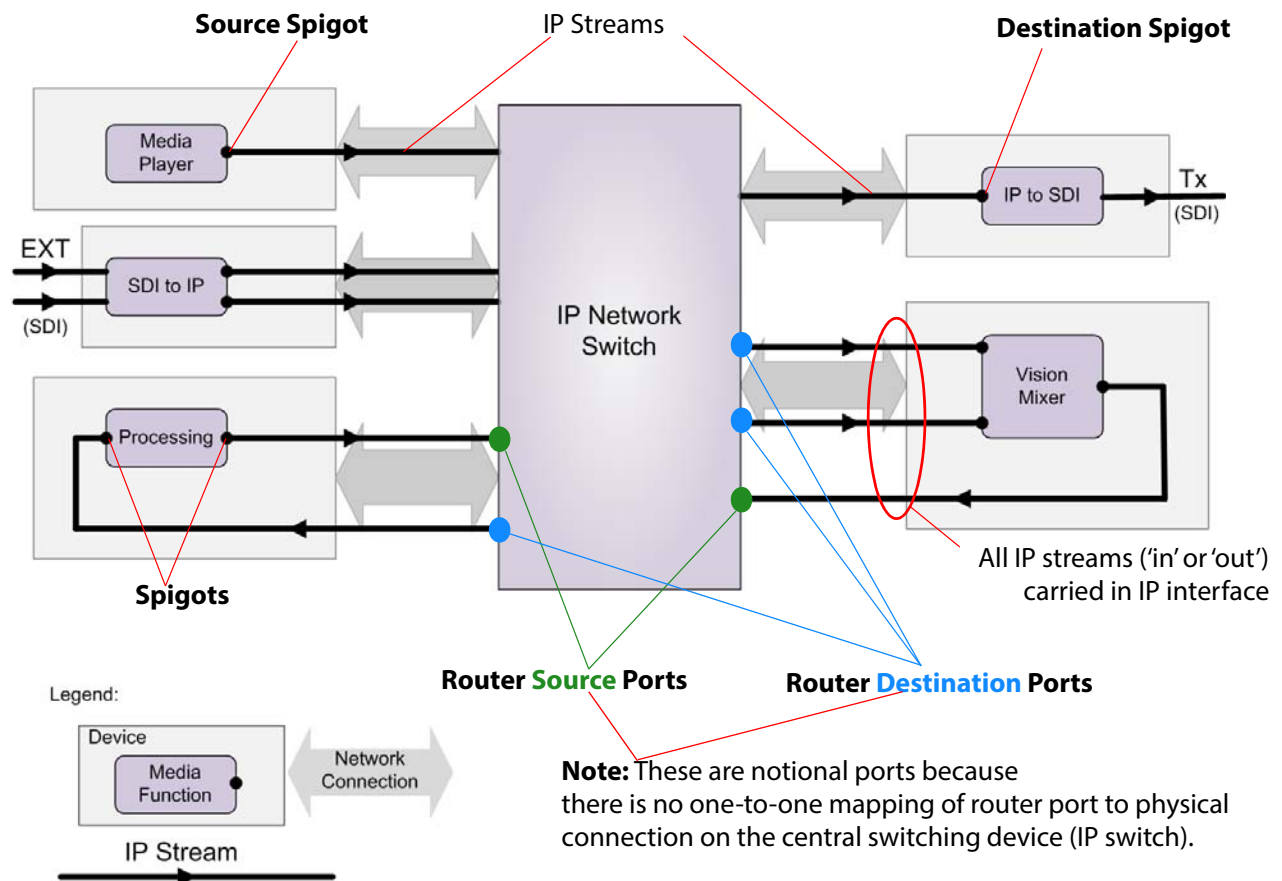 Source Spigot
IP Streams
Destination Spigot
Media
Player
IP to SDI
Tx
(SDI)
EXT
SDI to IP
(SDI)
IP Network
Switch
Vision
Mixer
Processing
Spigots
All IP streams (‘in’ or ‘out’)
carried in IP interface
Router Source Ports
Router Destination Ports
Legend:
Device
Media
Function
Network
Connection
IP Stream
Note: These are notional ports because
there is no one-to-one mapping of router port to physical
connection on the central switching device (IP switch).